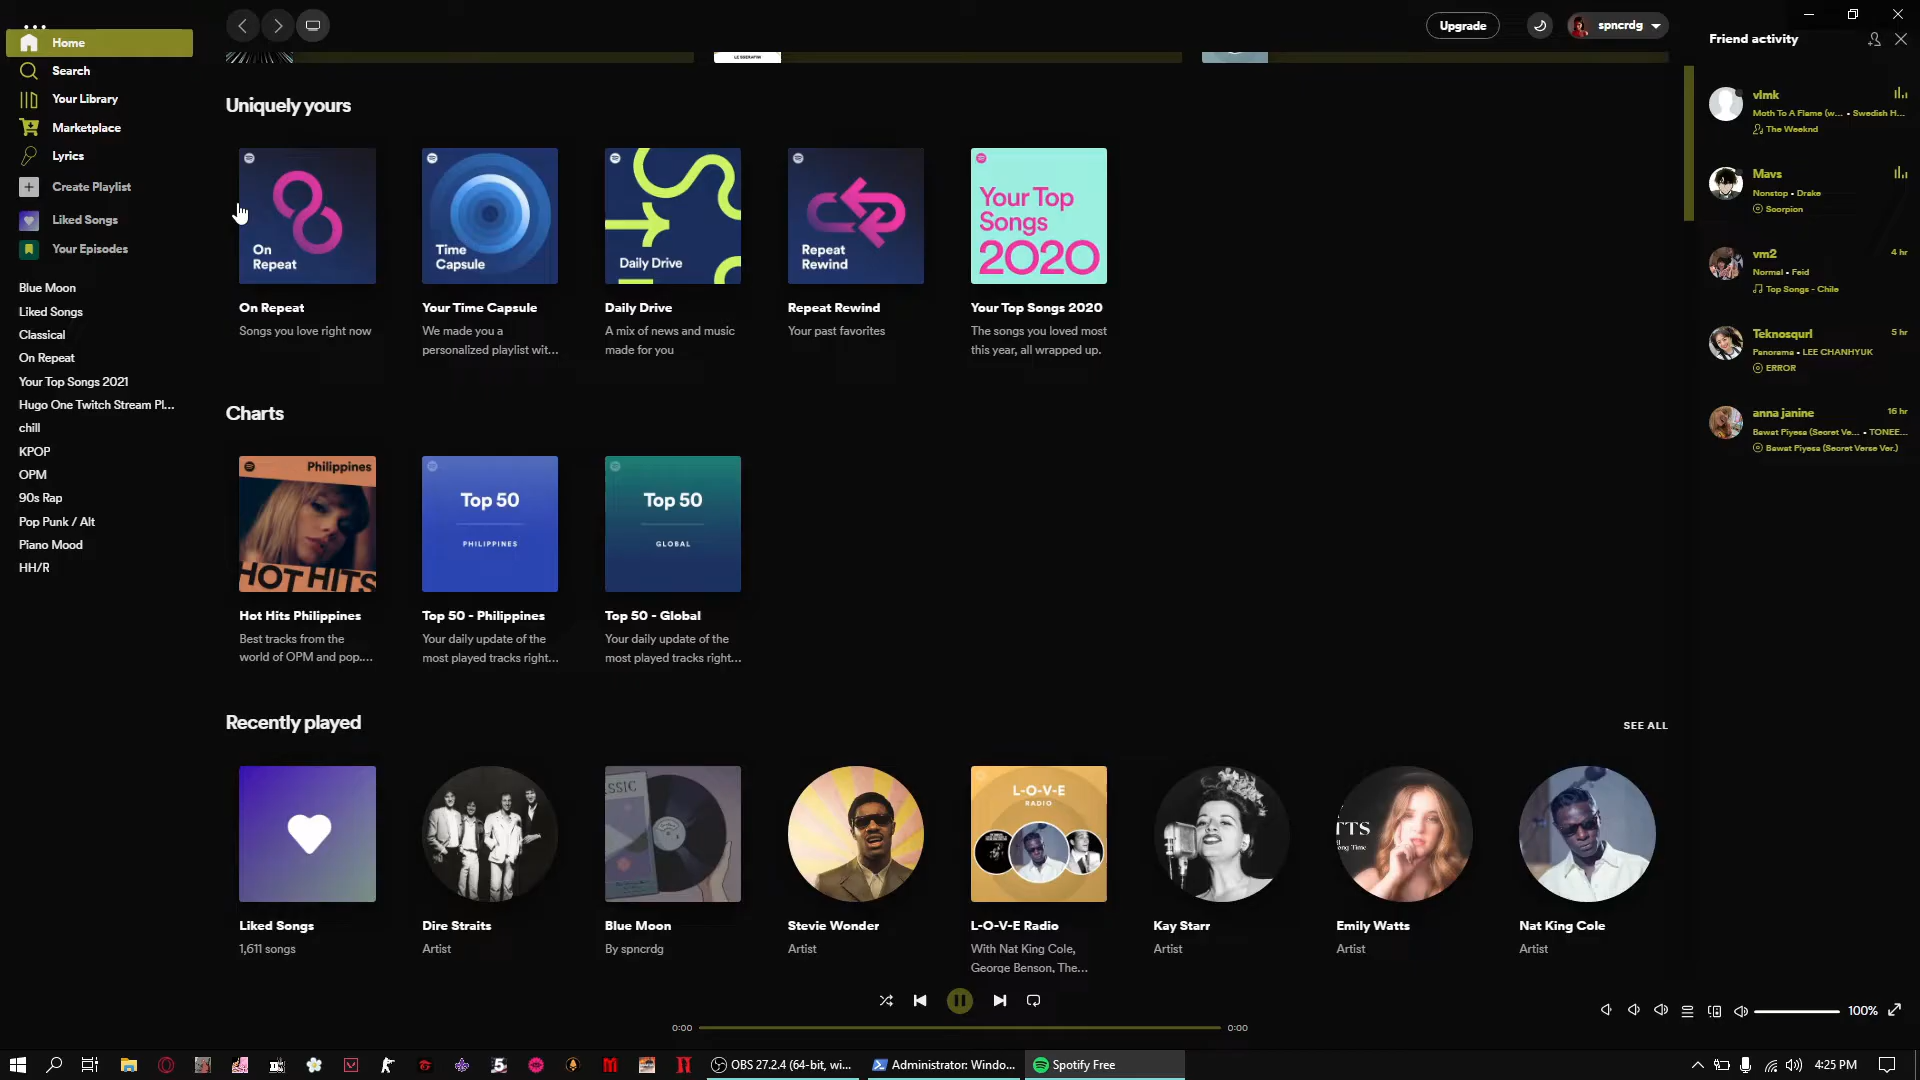 Home
Search
Your Library
Marketplace
Lyrics
Create Playlist
Liked Songs
Your Episodes
Blue Moon
Liked Songs
Classical
On Repeat
Your Top Songs 2021
Hugo One Twitch Stream Pl...
chill
KPOP
OPM
90s Rap
Pop Punk / Alt
Piano Mood
HH/R
Upgrade
spncrdg
LE SSERAFIM
Uniquely yours
On
Repeat
Time
Capsule
Daily Drive
Repeat
Rewind
Your Top
Songs
2020
On Repeat
Songs you love right now
Your Time Capsule
We made you a
personalized playlist wit...
Daily Drive
A mix of news and music
made for you
Repeat Rewind
Your past favorites
Your Top Songs 2020
The songs you loved most
this year, all wrapped up.
Charts
Philippines
HOT HITS
Top 50
PHILIPPINES
Top 50
GLOBAL
Hot Hits Philippines
Best tracks from the
world of OPM and pop....
Top 50 - Philippines
Your daily update of the
most played tracks right...
Top 50 - Global
Your daily update of the
most played tracks right...
Recently played
SEE ALL
L-O-V-E
RADIO
Liked Songs
1,611 songs
Dire Straits
Artist
Blue Moon
By spncrdg
Stevie Wonder
Artist
L-O-V-E Radio
With Nat King Cole,
George Benson, The...
Kay Starr
Artist
Emily Watts
Artist
Nat King Cole
Artist
Friend activity
vlmk
Moth To A Flame (w... • Swedish H...
The Weeknd
Mavs
Nonstop • Drake
Scorpion
vm2
4 hr
Normal • Feid
Top Songs - Chile
Teknosqurl
5 hr
Panorama • LEE CHANHYUK
ERROR
anna janine
16 hr
Bawat Piyesa (Secret Ve... • TONEE...
Bawat Piyesa (Secret Verse Ver.)
0:00
0:00
100%
OBS 27.2.4 (64-bit, wi...
Administrator: Windo...
Spotify Free
4:25 PM